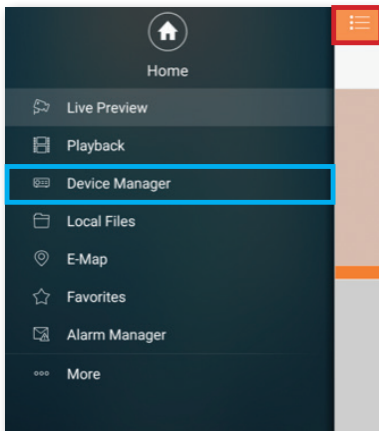 Home
Live Preview
Playback
Device Manager
Local Files
E-Map
Favorites
Alarm Manager
More